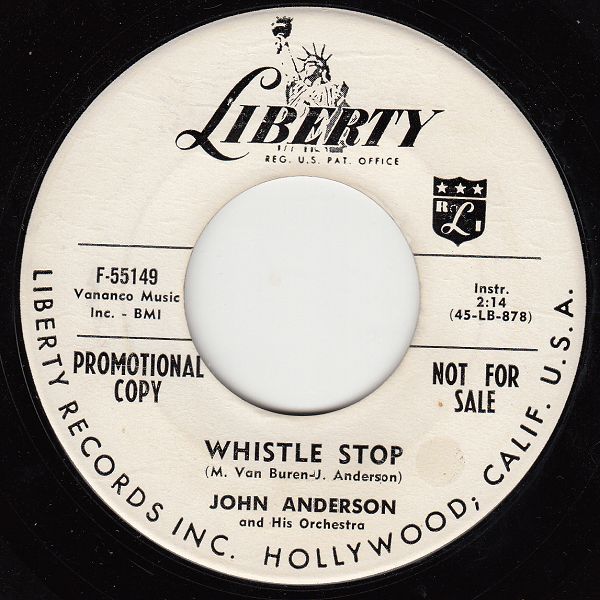 LIBERTY
REG. U.S. PAT. OFFICE
R L I
F-55149
Vananco Music
Inc. - BMI
Instr.
2:14
(45-LB-878)
PROMOTIONAL
COPY
NOT FOR
SALE
WHISTLE STOP
(M. Van Buren-J. Anderson)
JOHN ANDERSON
and His Orchestra
LIBERTY RECORDS INC. HOLLYWOOD; CALIF. U.S.A.